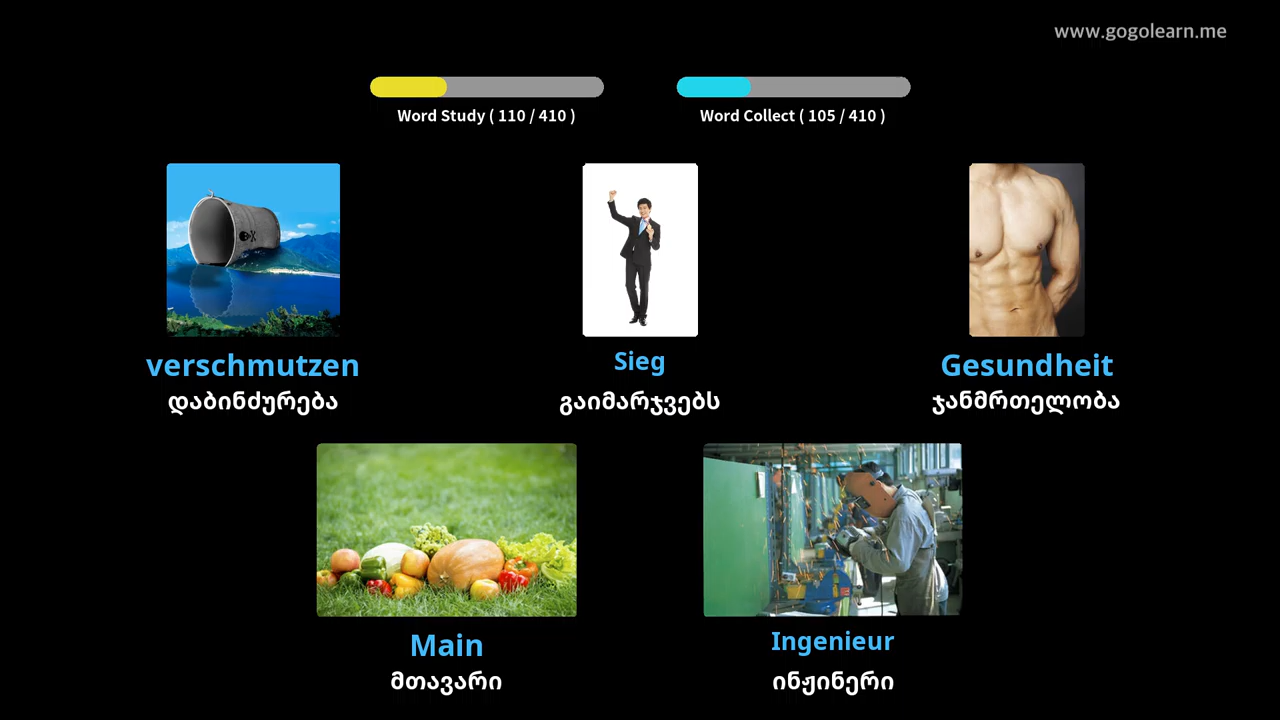 www.gogolearn.me
Word Study ( 110 / 410 )
Word Collect ( 105 / 410 )
verschmutzen
დაბინძურება
Sieg
გაიმარჯვებს
Gesundheit
ჯანმრთელობა
Main
მთავარი
Ingenieur
ინჟინერი